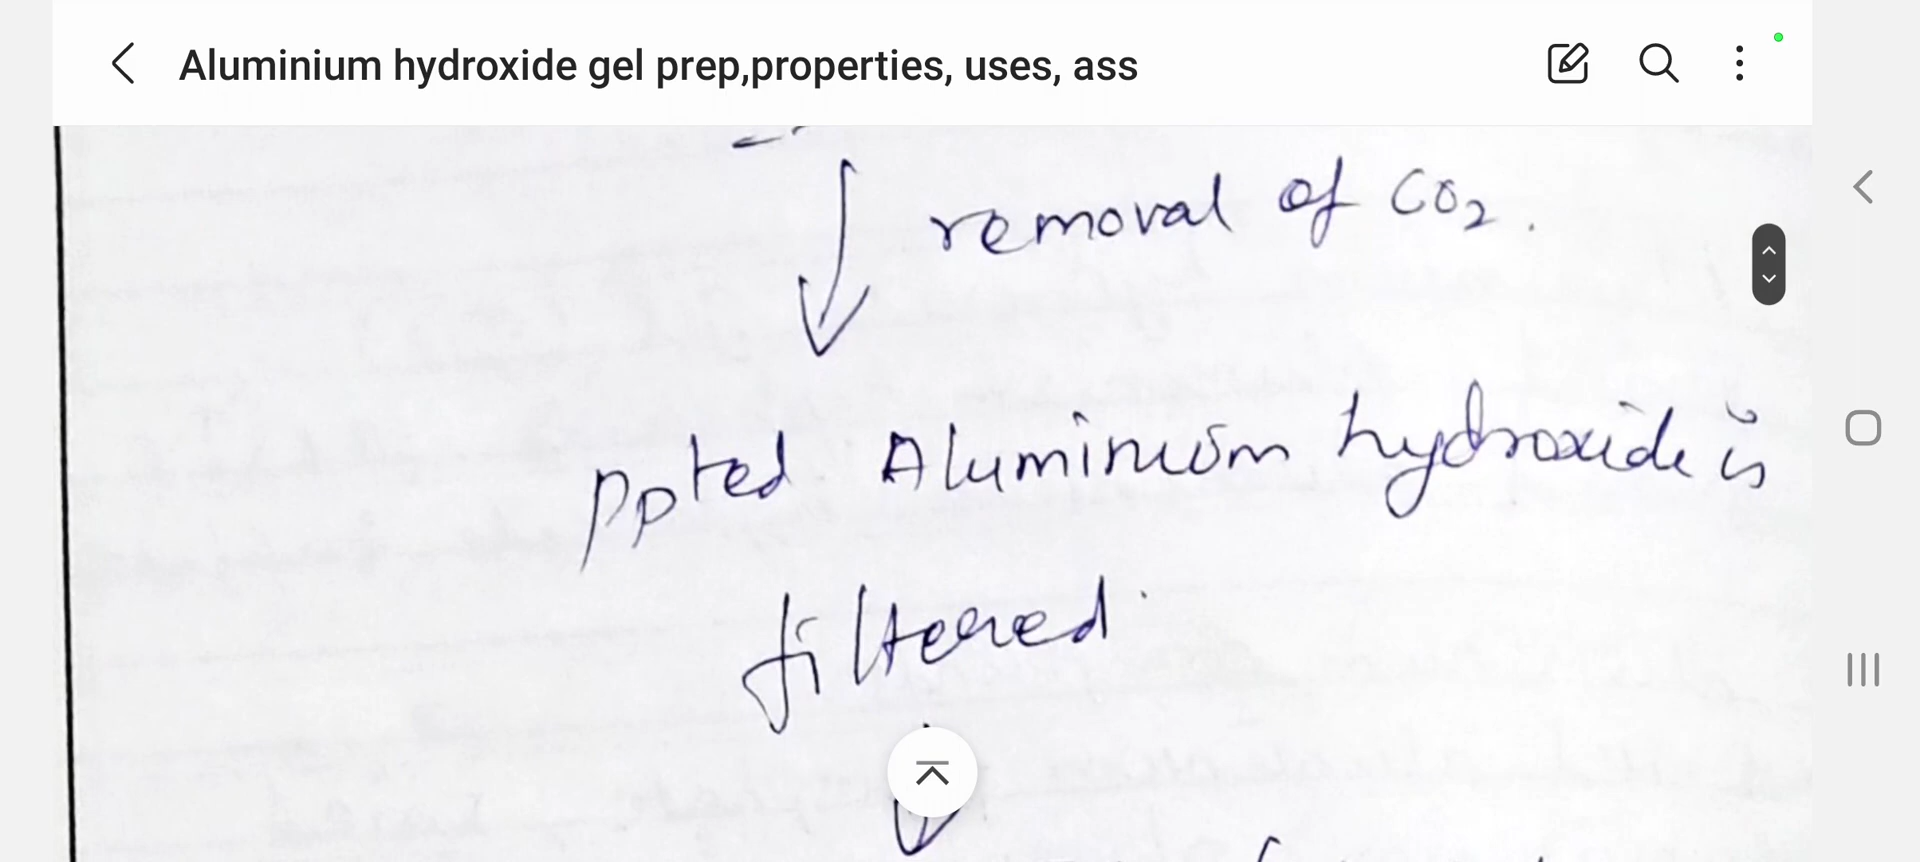 Aluminium hydroxide gel prep,properties, uses, ass
removal of CO2.
ppted Aluminium hydroxide is
filtered.